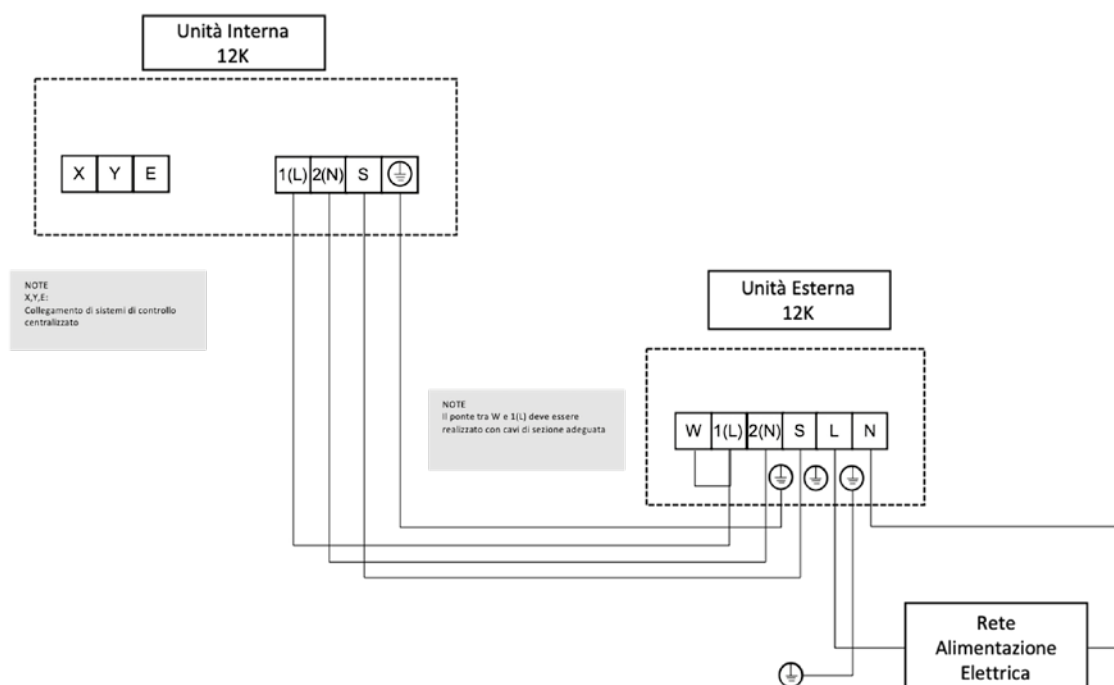 Unità Interna
12K
X Y E
1(L) 2(N) S
NOTE
X,Y,E:
Collegamento di sistemi di controllo
centralizzato
Unità Esterna
12K
NOTE
Il ponte tra W e 1(L) deve essere
realizzato con cavi di sezione adeguata
W 1(L) 2(N) S L N
Rete
Alimentazione
Elettrica